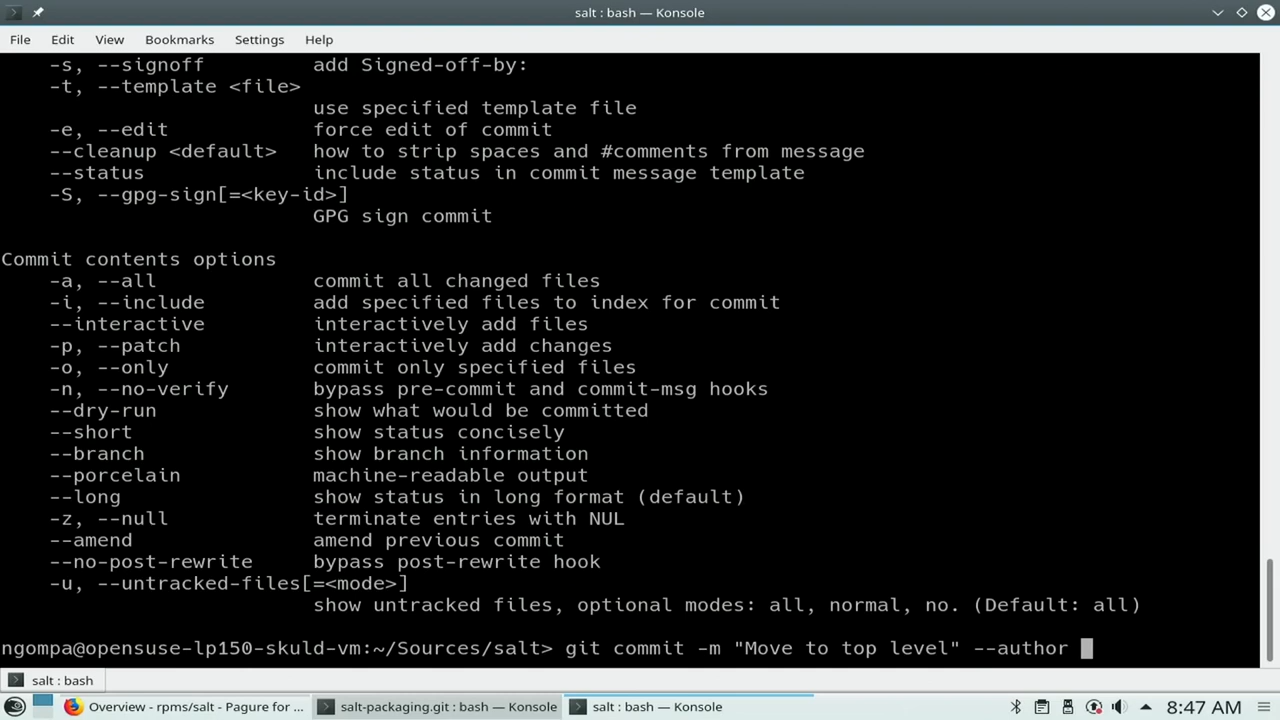 salt : bash — Konsole
File Edit View Bookmarks Settings Help
-s, --signoff add Signed-off-by:
-t, --template <file>
use specified template file
-e, --edit force edit of commit
--cleanup <default> how to strip spaces and #comments from message
--status include status in commit message template
-S, --gpg-sign[=<key-id>]
GPG sign commit
Commit contents options
-a, --all commit all changed files
-i, --include add specified files to index for commit
--interactive interactively add files
-p, --patch interactively add changes
-o, --only commit only specified files
-n, --no-verify bypass pre-commit and commit-msg hooks
--dry-run show what would be committed
--short show status concisely
--branch show branch information
--porcelain machine-readable output
--long show status in long format (default)
-z, --null terminate entries with NUL
--amend amend previous commit
--no-post-rewrite bypass post-rewrite hook
-u, --untracked-files[=<mode>]
show untracked files, optional modes: all, normal, no. (Default: all)
ngompa@opensuse-lp150-skuld-vm:~/Sources/salt> git commit -m "Move to top level" --author
salt : bash
Overview - rpms/salt - Pagure for ... salt-packaging.git : bash — Konsole salt : bash — Konsole 8:47 AM